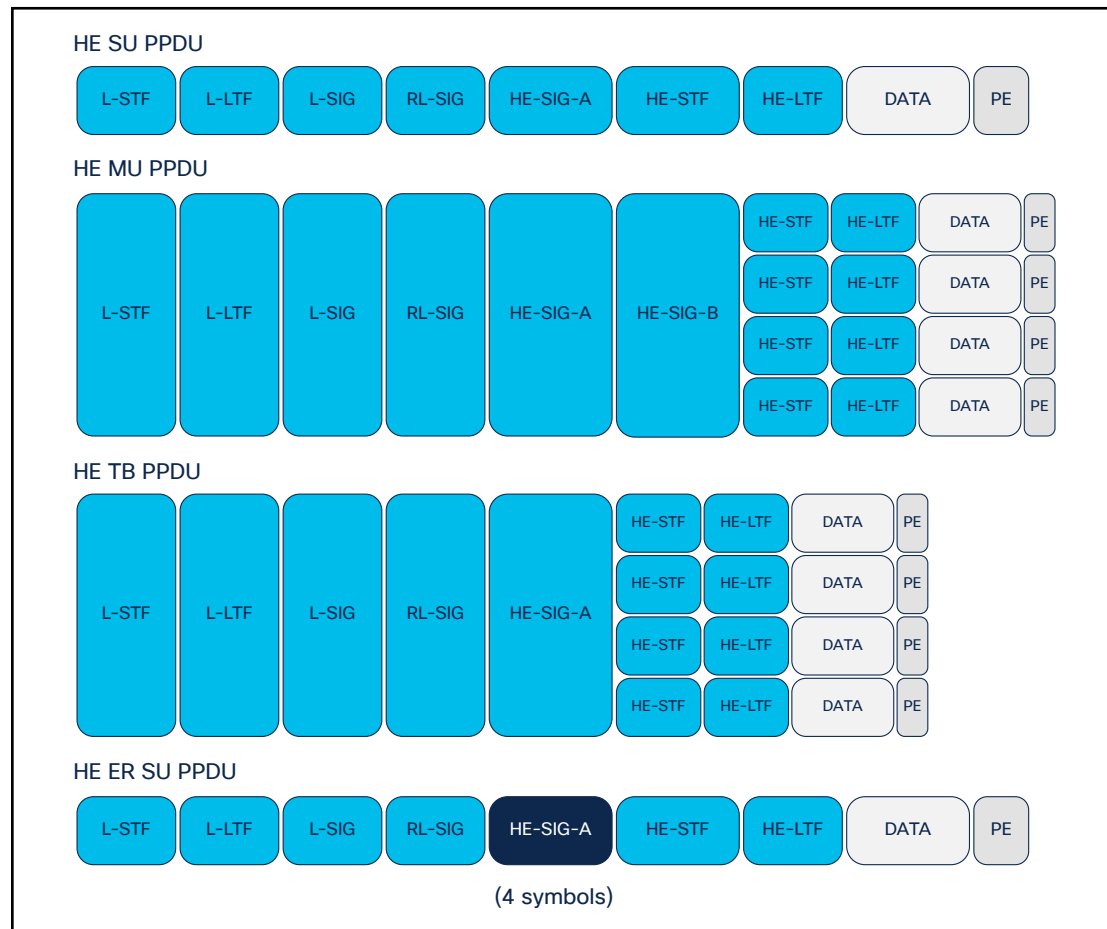 HE SU PPDU
L-STF L-LTF L-SIG RL-SIG HE-SIG-A HE-STF HE-LTF DATA PE
HE MU PPDU
HE-STF HE-LTF DATA PE
HE-STF HE-LTF DATA PE
L-STF L-LTF L-SIG RL-SIG HE-SIG-A HE-SIG-B
HE-STF HE-LTF DATA PE
HE-STF HE-LTF DATA PE
HE TB PPDU
HE-STF HE-LTF DATA PE
HE-STF HE-LTF DATA PE
L-STF L-LTF L-SIG RL-SIG HE-SIG-A
HE-STF HE-LTF DATA PE
HE-STF HE-LTF DATA PE
HE ER SU PPDU
L-STF L-LTF L-SIG RL-SIG HE-SIG-A HE-STF HE-LTF DATA PE
(4 symbols)